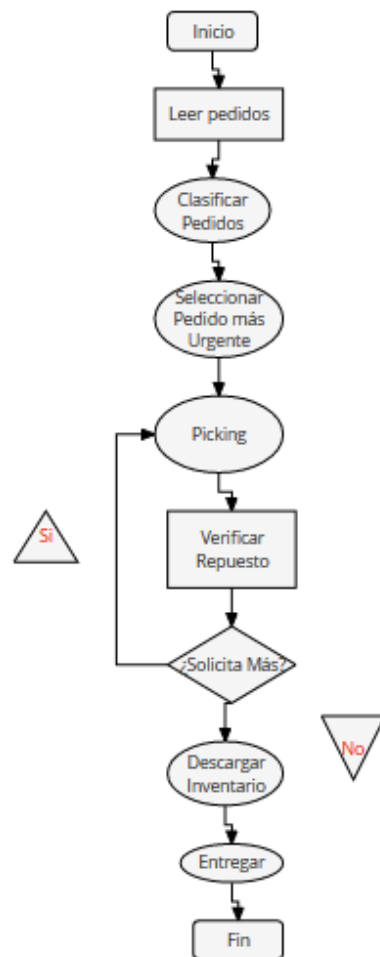 Inicio
Leer pedidos
Clasificar
Pedidos
Seleccionar
Pedido más
Urgente
Picking
Si
Verificar
Repuesto
¿Solicita Más?
No
Descargar
Inventario
Entregar
Fin